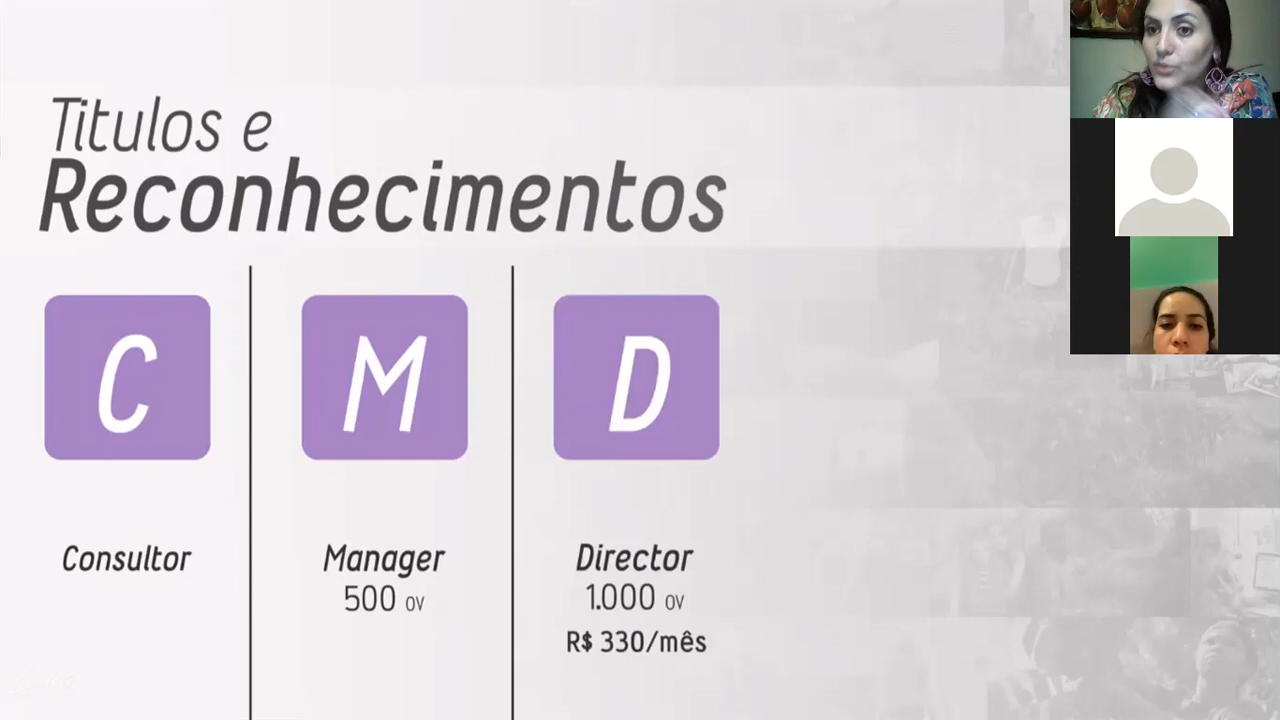 Titulos e
Reconhecimentos
C
M
D
Consultor
Manager
500 OV
Director
1.000 OV
R$ 330/mês